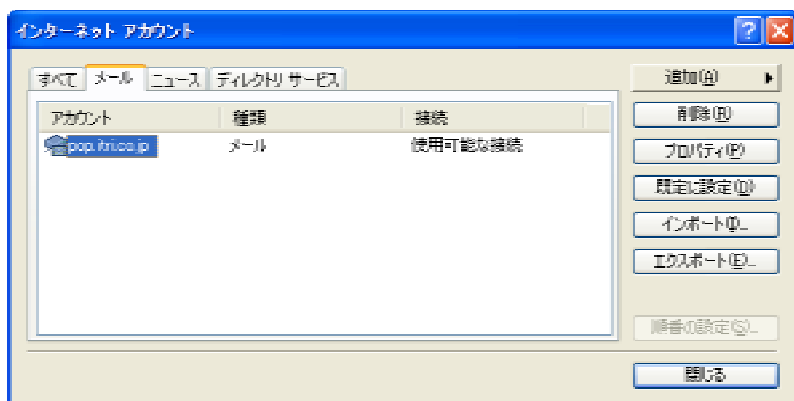 インターネット アカウント
すべて メール ニュース ディレクトリ サービス
アカウント 種類 接続
メール 使用可能な接続
追加(A)
削除(R)
プロパティ(P)
既定に設定(D)
インポート(I)...
エクスポート(E)...
順番の設定(S)...
閉じる